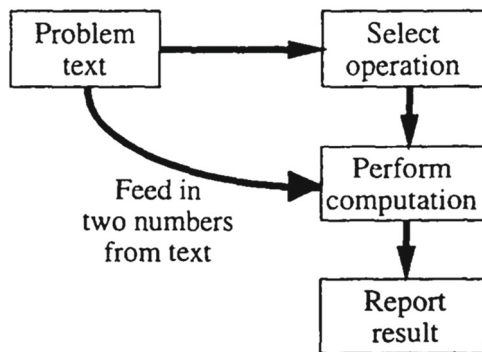 Problem
text
Select
operation
Perform
computation
Feed in
two numbers
from text
Report
result